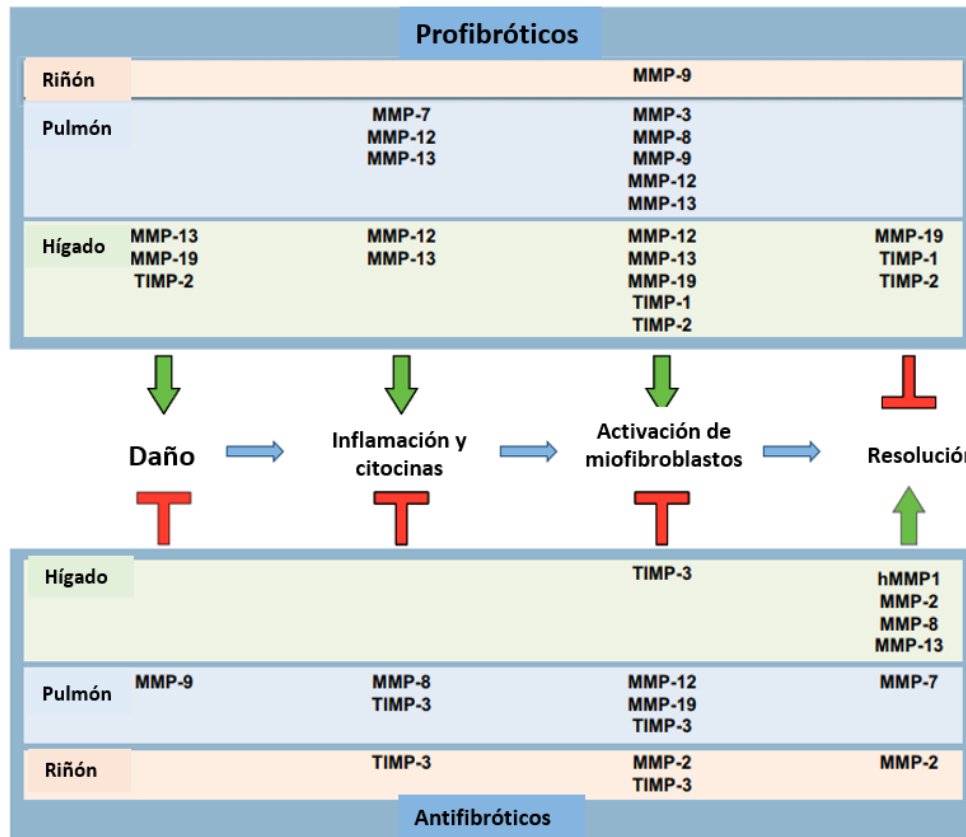 Profibróticos
Riñón
MMP-9
Pulmón
MMP-7
MMP-12
MMP-13
MMP-3
MMP-8
MMP-9
MMP-12
MMP-13
Hígado
MMP-13
MMP-19
TIMP-2
MMP-12
MMP-13
MMP-12
MMP-13
MMP-19
TIMP-1
TIMP-2
MMP-19
TIMP-1
TIMP-2
Daño
Inflamación y
citocinas
Activación de
miofibroblastos
Resolución
Hígado
TIMP-3
hMMP1
MMP-2
MMP-8
MMP-13
Pulmón
MMP-9
MMP-8
TIMP-3
MMP-12
MMP-19
TIMP-3
MMP-7
Riñón
TIMP-3
MMP-2
TIMP-3
MMP-2
Antifibróticos